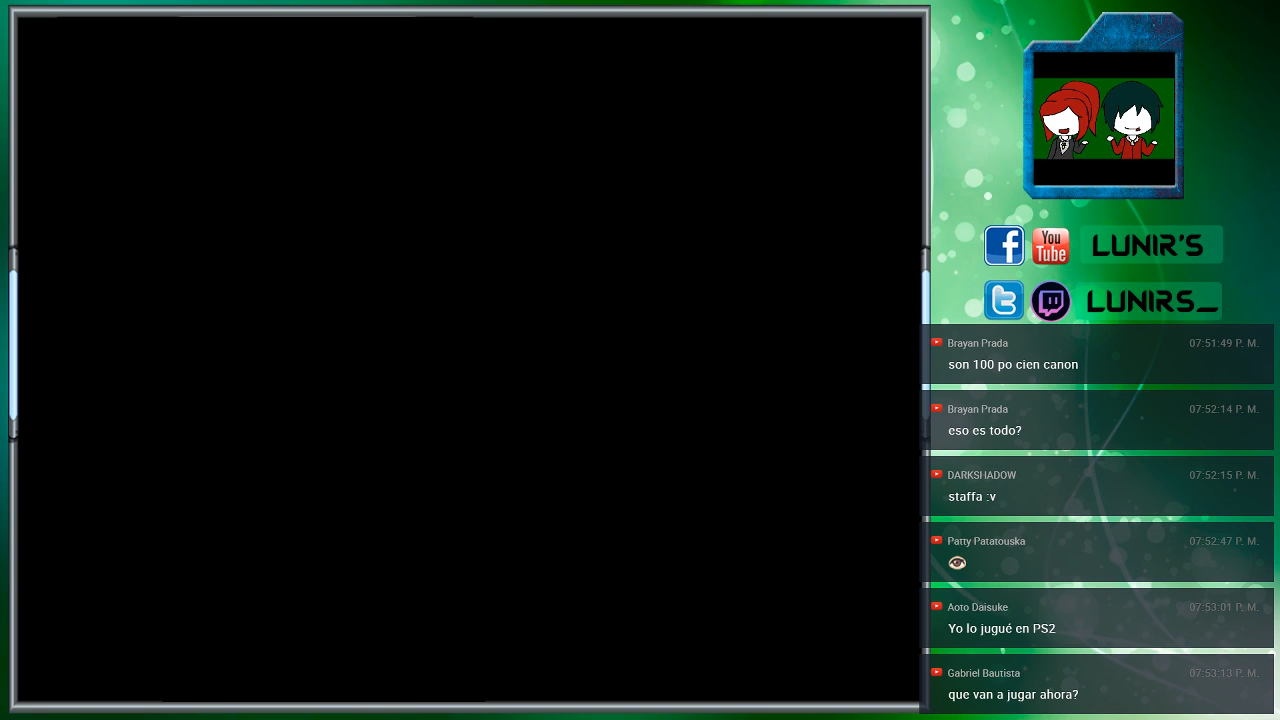 You
Tube
LUNIR'S
LUNIRS_
Brayan Prada 07:51:49 P. M.
son 100 po cien canon
Brayan Prada 07:52:14 P. M.
eso es todo?
DARKSHADOW 07:52:15 P. M.
staffa :v
Patty Patatouska 07:52:47 P. M.
👁
Aoto Daisuke 07:53:01 P. M.
Yo lo jugué en PS2
Gabriel Bautista 07:53:13 P. M.
que van a jugar ahora?